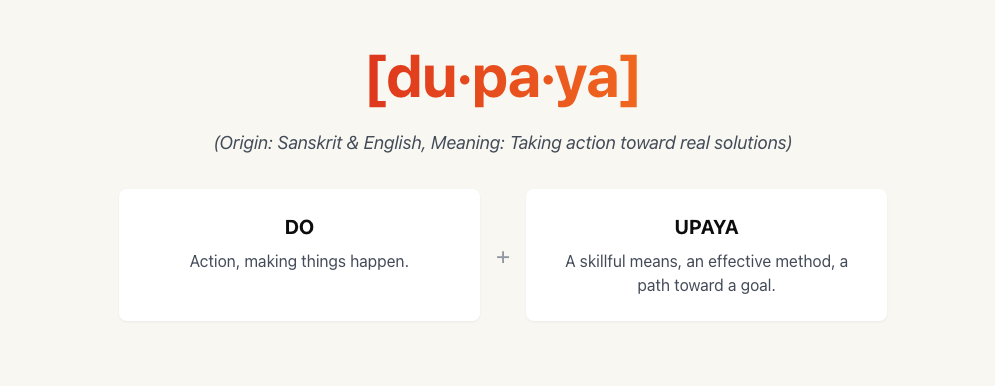 [du·pa·ya]
(Origin: Sanskrit & English, Meaning: Taking action toward real solutions)
DO
Action, making things happen.
+
UPAYA
A skillful means, an effective method, a
path toward a goal.